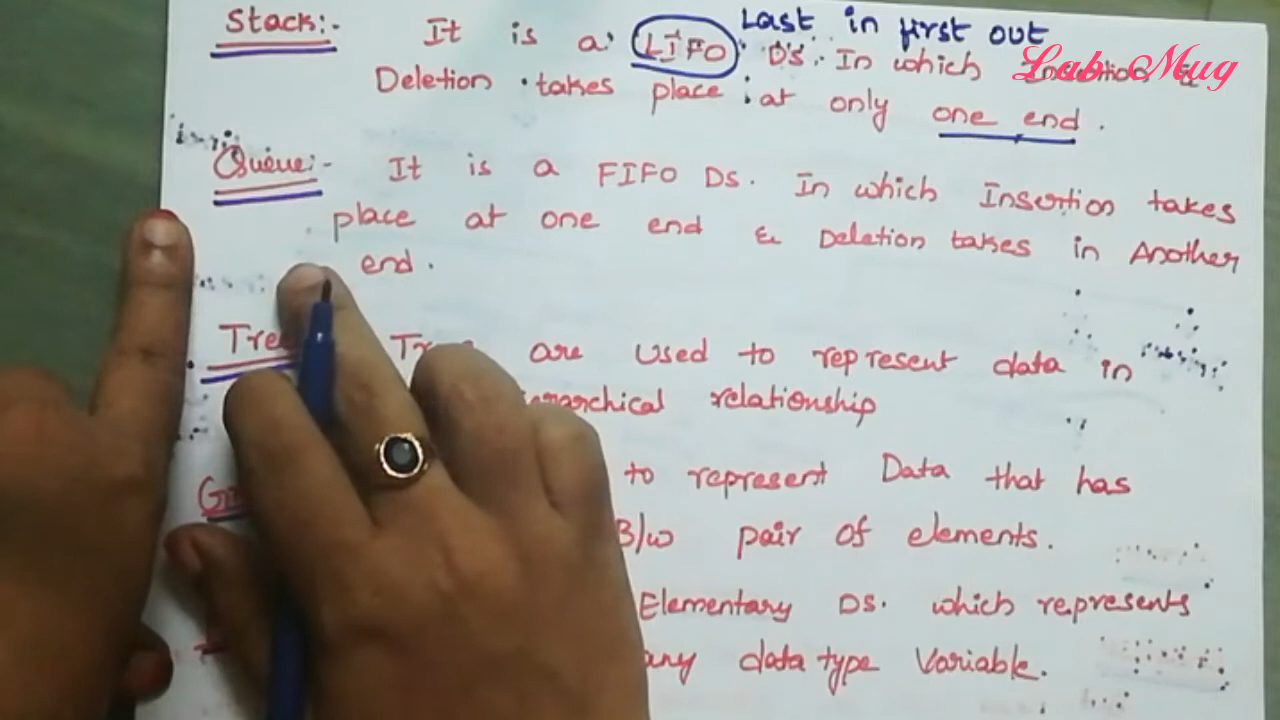 Stack:- It is a LIFO Last in first out DS. In which Insertion &
Deletion takes place at only one end.
Queue:- It is a FIFO DS. In which Insertion takes
place at one end & Deletion takes in Another
end.
Tree are used to represent data in
relationship
to represent Data that has
B/w pair of elements.
Elementary DS. which represents
any data type Variable.
Lab Mug